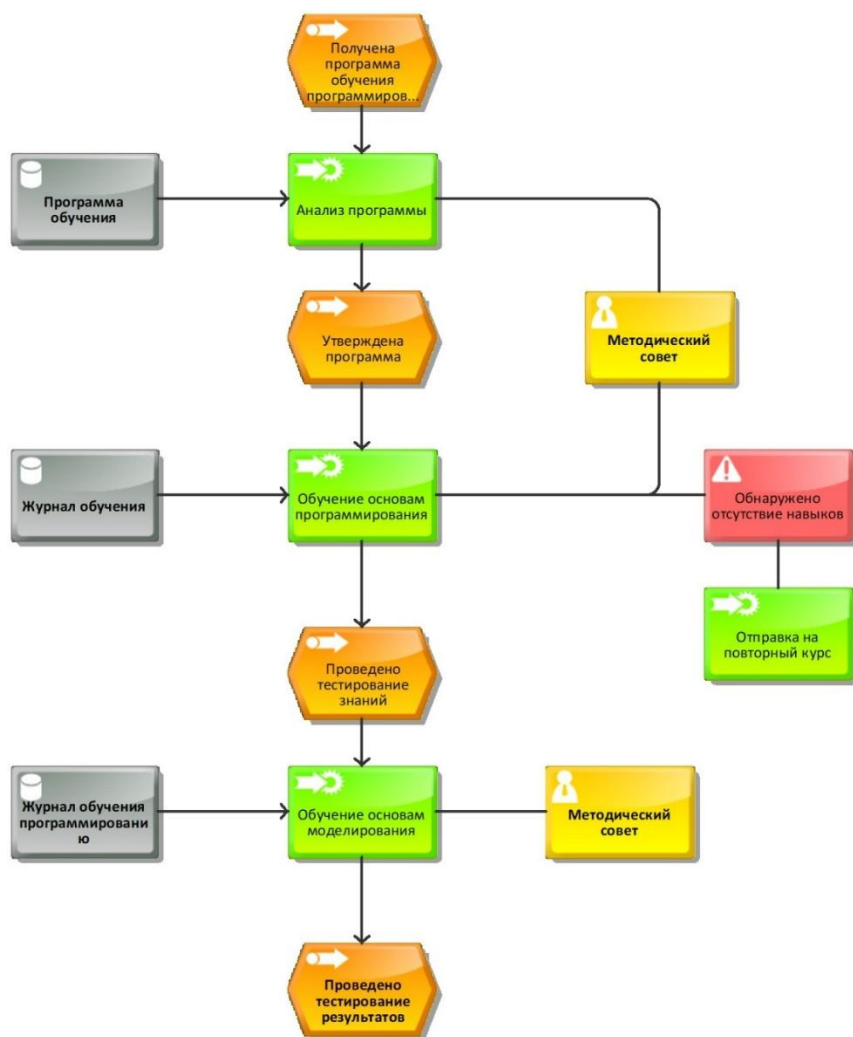 Получена
программа
обучения
программиров...
Программа
обучения
Анализ программы
Утверждена
программа
Методический
совет
Журнал обучения
Обучение основам
программирования
Обнаружено
отсутствие навыков
Отправка на
повторный курс
Проведено
тестирование
знаний
Журнал обучения
программировани
ю
Обучение основам
моделирования
Методический
совет
Проведено
тестирование
результатов